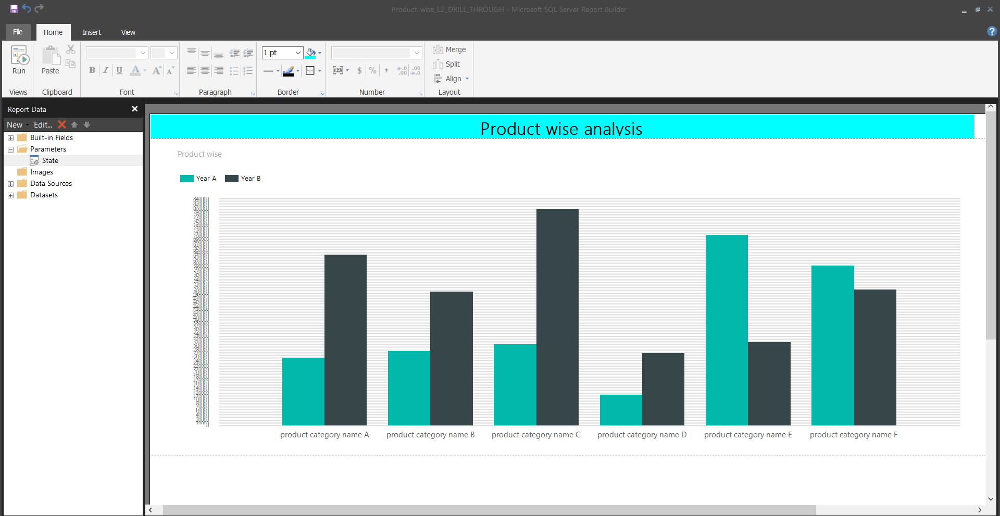 Product-wise_L2_DRILL_THROUGH - Microsoft SQL Server Report Builder
File
Home
Insert
View
Run
Paste
B I U A A A
1 pt
[123] $ % ,
Merge
Split
Align
Views
Clipboard
Font
Paragraph
Border
Number
Layout
Report Data
New Edit...
Built-in Fields
Parameters
State
Images
Data Sources
Datasets
Product wise analysis
Product wise
Year A Year B
product category name A product category name B product category name C product category name D product category name E product category name F